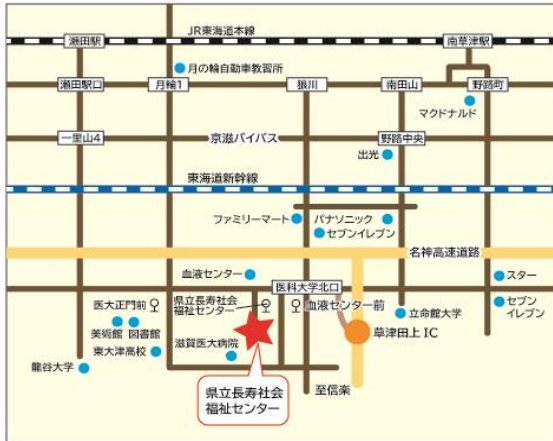 JR東海道本線
瀬田駅
南草津駅
月の輪自動車教習所
瀬田駅口
月輪1
狼川
南田山
野路町
マクドナルド
一里山4
京滋バイパス
野路中央
出光
東海道新幹線
ファミリーマート
パナソニック
セブンイレブン
名神高速道路
血液センター
医科大学北口
スター
県立長寿社会
福祉センター
血液センター前
医大正門前
セブン
イレブン
立命館大学
美術館
図書館
草津田上 IC
東大津高校
滋賀医大病院
龍谷大学
県立長寿社会
福祉センター
至信楽